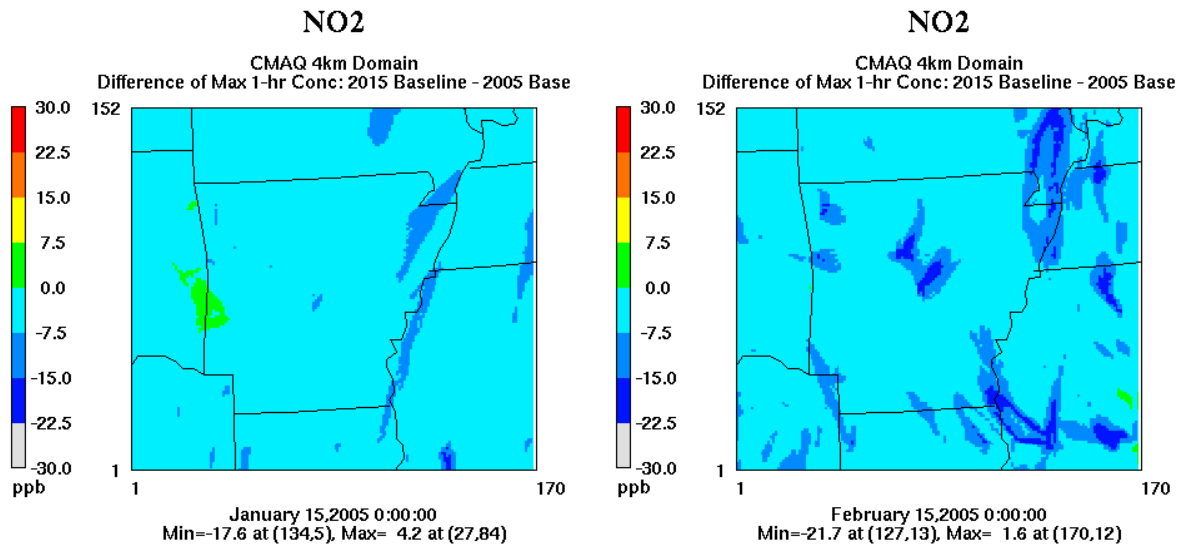 NO2
CMAQ 4km Domain
Difference of Max 1-hr Conc: 2015 Baseline - 2005 Base
30.0
22.5
15.0
7.5
0.0
-7.5
-15.0
-22.5
-30.0
ppb
152
1
1
170
January 15,2005 0:00:00
Min=-17.6 at (134,5), Max= 4.2 at (27,84)
NO2
CMAQ 4km Domain
Difference of Max 1-hr Conc: 2015 Baseline - 2005 Base
30.0
22.5
15.0
7.5
0.0
-7.5
-15.0
-22.5
-30.0
ppb
152
1
1
170
February 15,2005 0:00:00
Min=-21.7 at (127,13), Max= 1.6 at (170,12)